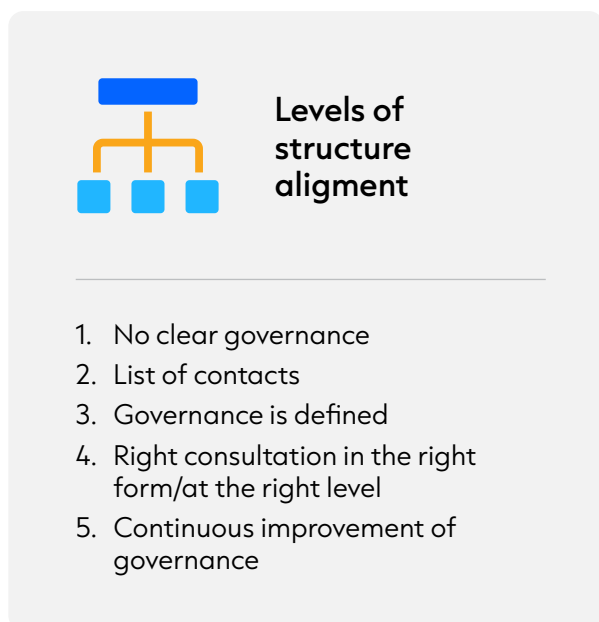 Levels of
structure
aligment
1. No clear governance
2. List of contacts
3. Governance is defined
4. Right consultation in the right
form/at the right level
5. Continuous improvement of
governance